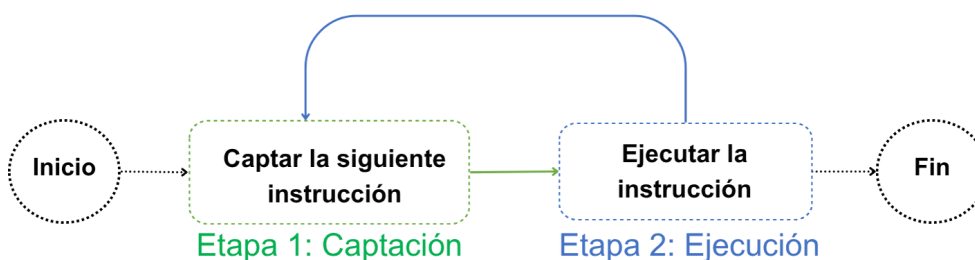 Inicio
Captar la siguiente
instrucción
Ejecutar la
instrucción
Fin
Etapa 1: Captación
Etapa 2: Ejecución